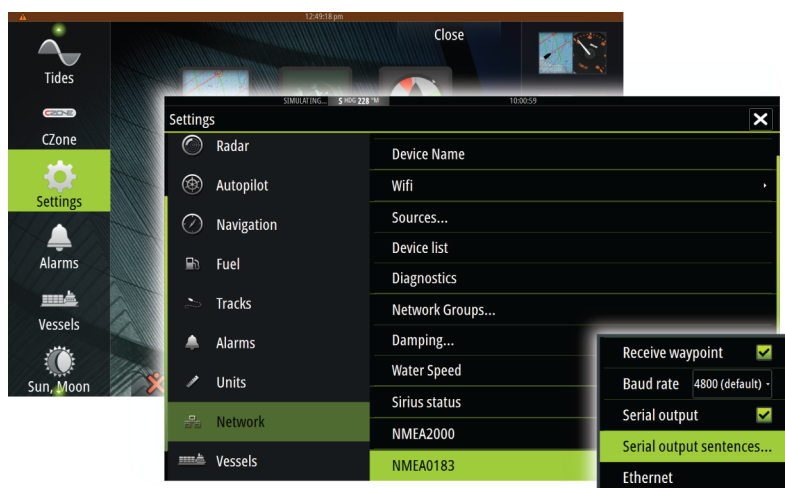 12:49:18 pm
Close
Tides
CZONE
CZone
Settings
Alarms
Vessels
Sun, Moon
SIMULATING... S HDG 228 °M
10:00:59
Settings
Radar
Autopilot
Navigation
Fuel
Tracks
Alarms
Units
Network
Vessels
Device Name
Wifi
Sources...
Device list
Diagnostics
Network Groups...
Damping...
Water Speed
Sirius status
NMEA2000
NMEA0183
Receive waypoint
Baud rate 4800 (default)
Serial output
Serial output sentences...
Ethernet